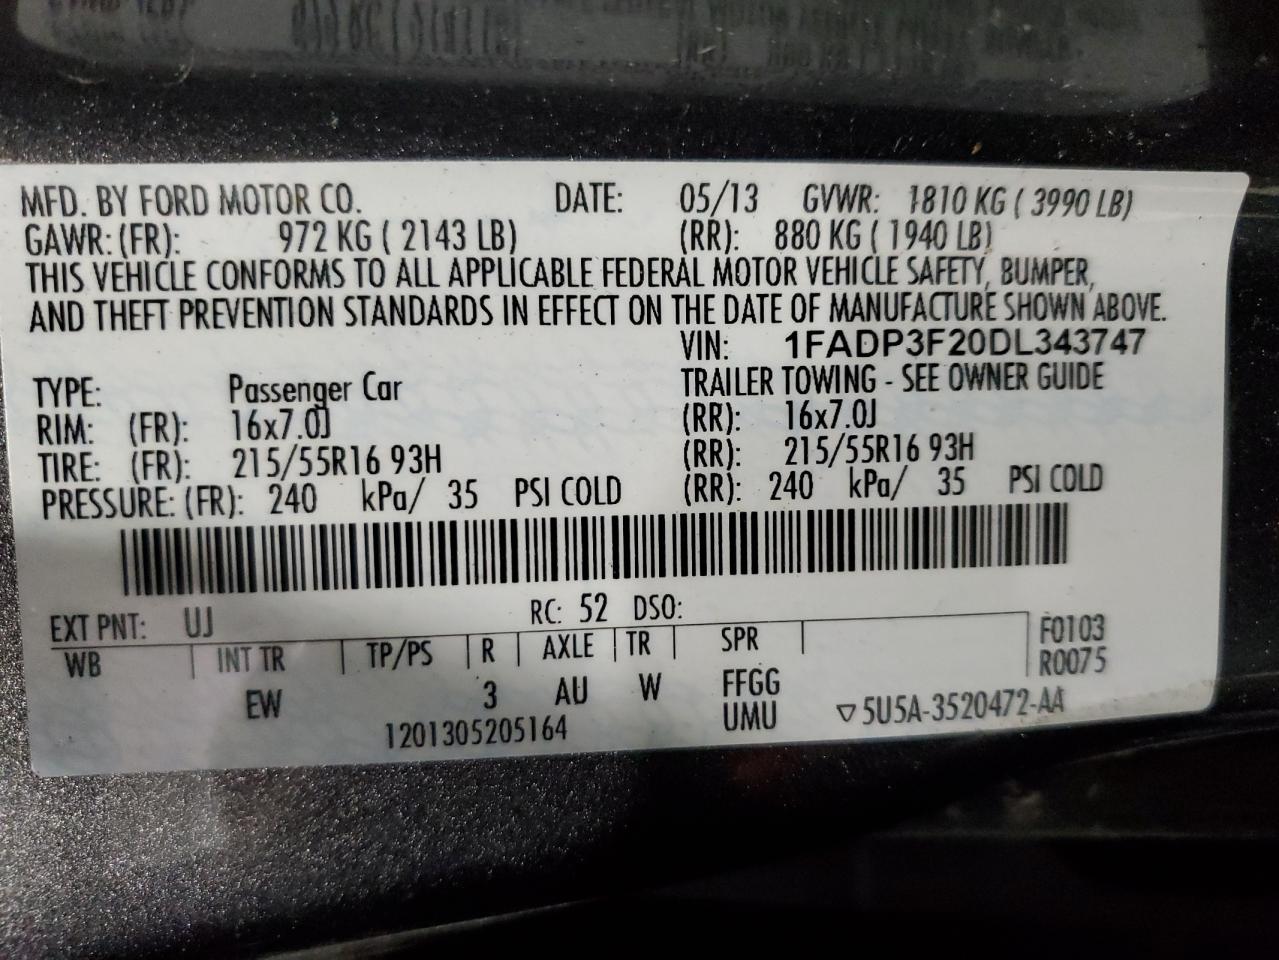 MFD. BY FORD MOTOR CO. DATE: 05/13 GVWR: 1810 KG ( 3990 LB)
GAWR: (FR): 972 KG ( 2143 LB) (RR): 880 KG ( 1940 LB)
THIS VEHICLE CONFORMS TO ALL APPLICABLE FEDERAL MOTOR VEHICLE SAFETY, BUMPER,
AND THEFT PREVENTION STANDARDS IN EFFECT ON THE DATE OF MANUFACTURE SHOWN ABOVE.
VIN: 1FADP3F20DL343747
TYPE: Passenger Car TRAILER TOWING - SEE OWNER GUIDE
RIM: (FR): 16x7.0J (RR): 16x7.0J
TIRE: (FR): 215/55R16 93H (RR): 215/55R16 93H
PRESSURE: (FR): 240 kPa/ 35 PSI COLD (RR): 240 kPa/ 35 PSI COLD
EXT PNT: UJ RC: 52 DSO:
WB INT TR TP/PS R AXLE TR SPR F0103
R0075
EW 3 AU W FFGG
UMU ▽5U5A-3520472-AA
1201305205164